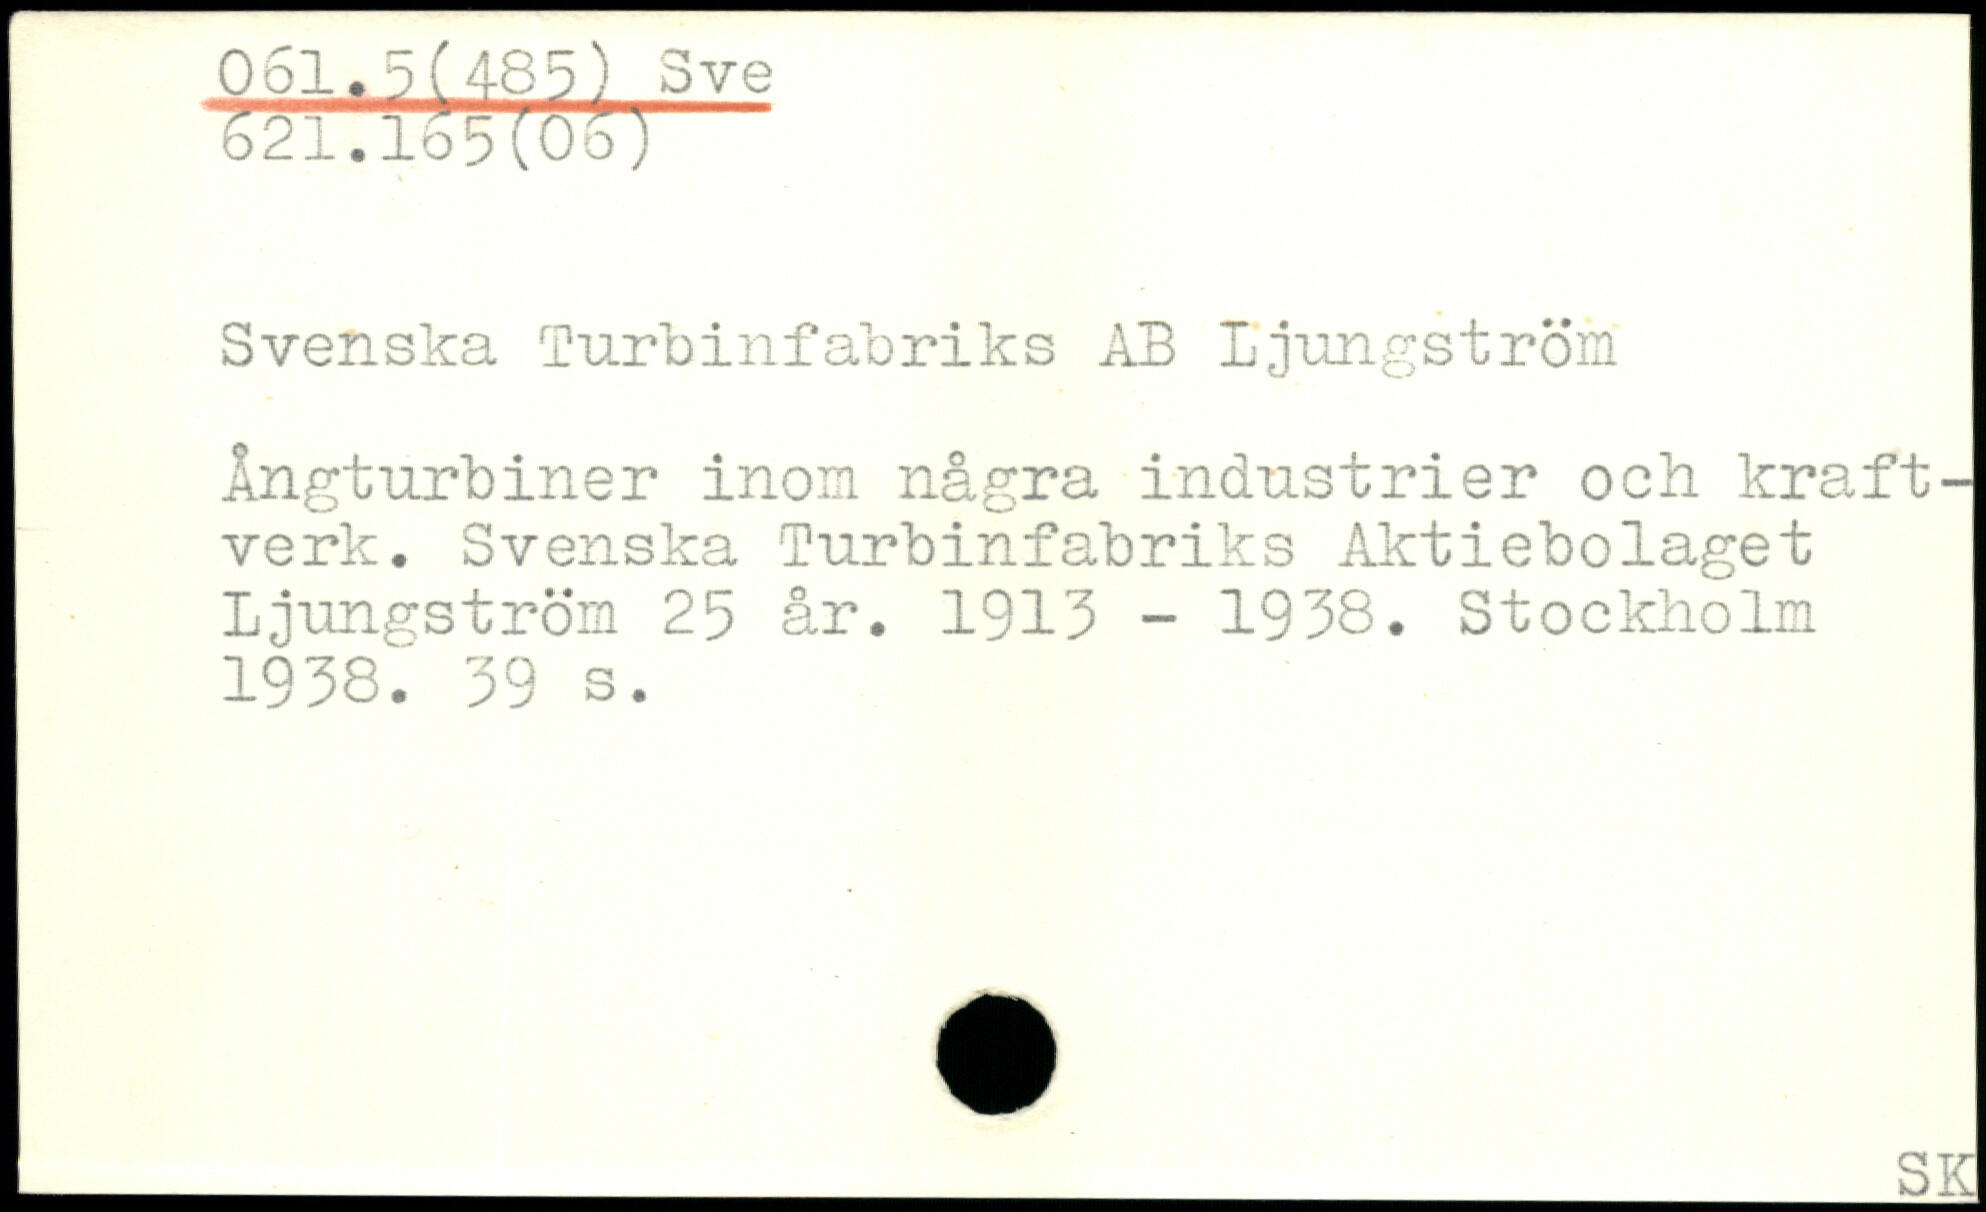 061.5(485) Sve
621.165(06)
Svenska Turbinfabriks AB Ljungström
Ångturbiner inom några industrier och kraft-
verk. Svenska Turbinfabriks Aktiebolaget
Ljungström 25 år. 1913 - 1938. Stockholm
1938. 39 s.
SK